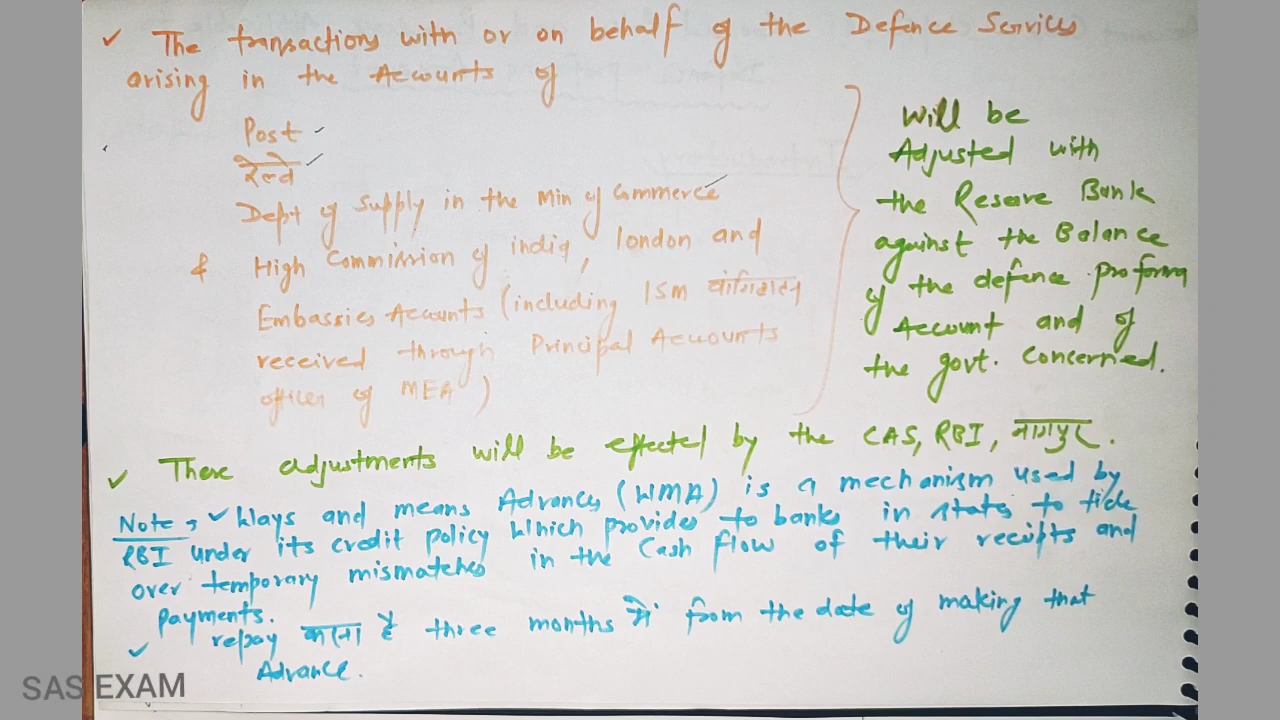 ✓ The transactions with or on behalf of the Defence Services
arising in the Accounts of
Post
रेल्वे
Dept of Supply in the Min of Commerce
& High Commission of india, london and
Embassies Accounts (including ISM
received through Principal Accounts
officer of MEA)
Will be
Adjusted with
the Reserve Bank
against the Balance
of the defence proforma
Account and of
the govt. Concerned.
✓ These adjustments will be effected by the CAS, RBI, नागपुर.
Note → ✓ Ways and means Advances (WMA) is a mechanism used by
RBI under its credit policy Which provides to banks in states to tide
over temporary mismatches in the Cash flow of their receipts and
payments.
✓ repay करना है three months में from the date of making that
Advance.
SAS EXAM